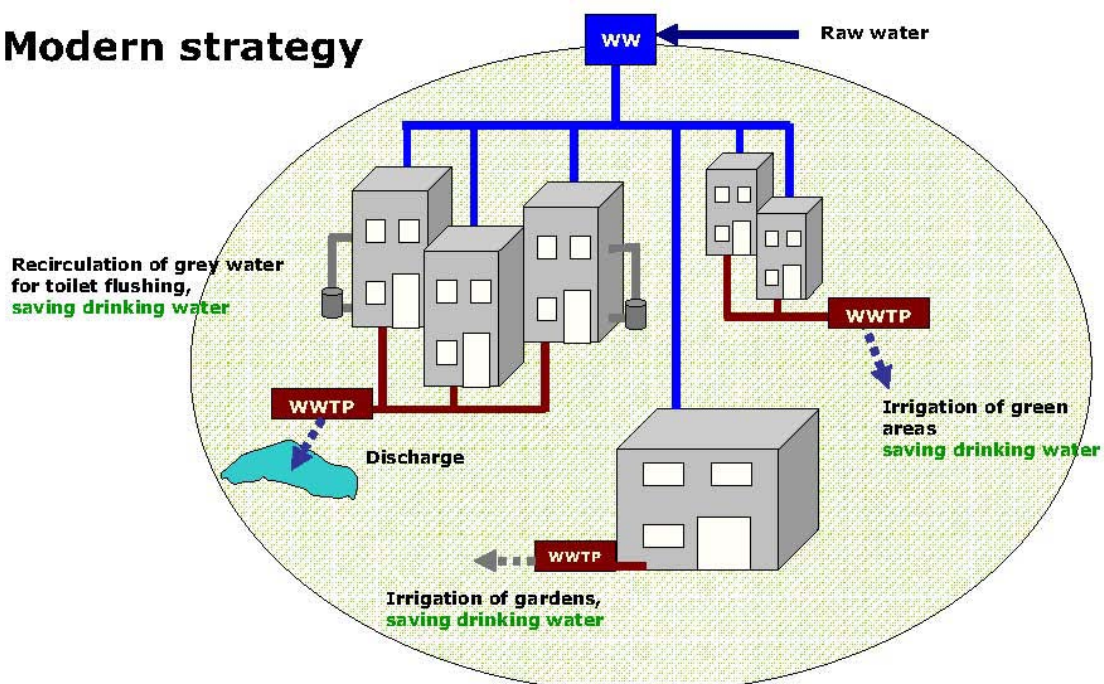 Modern strategy
WW
Raw water
Recirculation of grey water
for toilet flushing,
saving drinking water
WWTP
Discharge
WWTP
Irrigation of green
areas
saving drinking water
WWTP
Irrigation of gardens,
saving drinking water